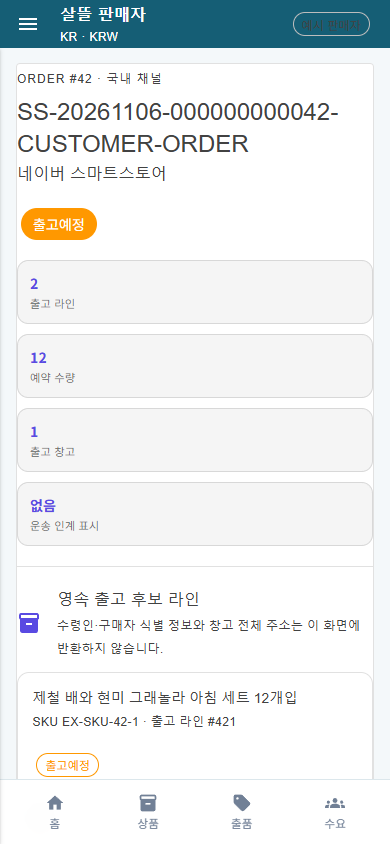 살뜰 판매자
KR · KRW
예시 판매자
ORDER #42 · 국내 채널
SS-20261106-000000000042-
CUSTOMER-ORDER
네이버 스마트스토어
출고예정
2
출고 라인
12
예약 수량
1
출고 창고
없음
운송 인계 표시
영속 출고 후보 라인
수령인·구매자 식별 정보와 창고 전체 주소는 이 화면에
반환하지 않습니다.
제철 배와 현미 그래놀라 아침 세트 12개입
SKU EX-SKU-42-1 · 출고 라인 #421
출고예정
홈
상품
출품
수요